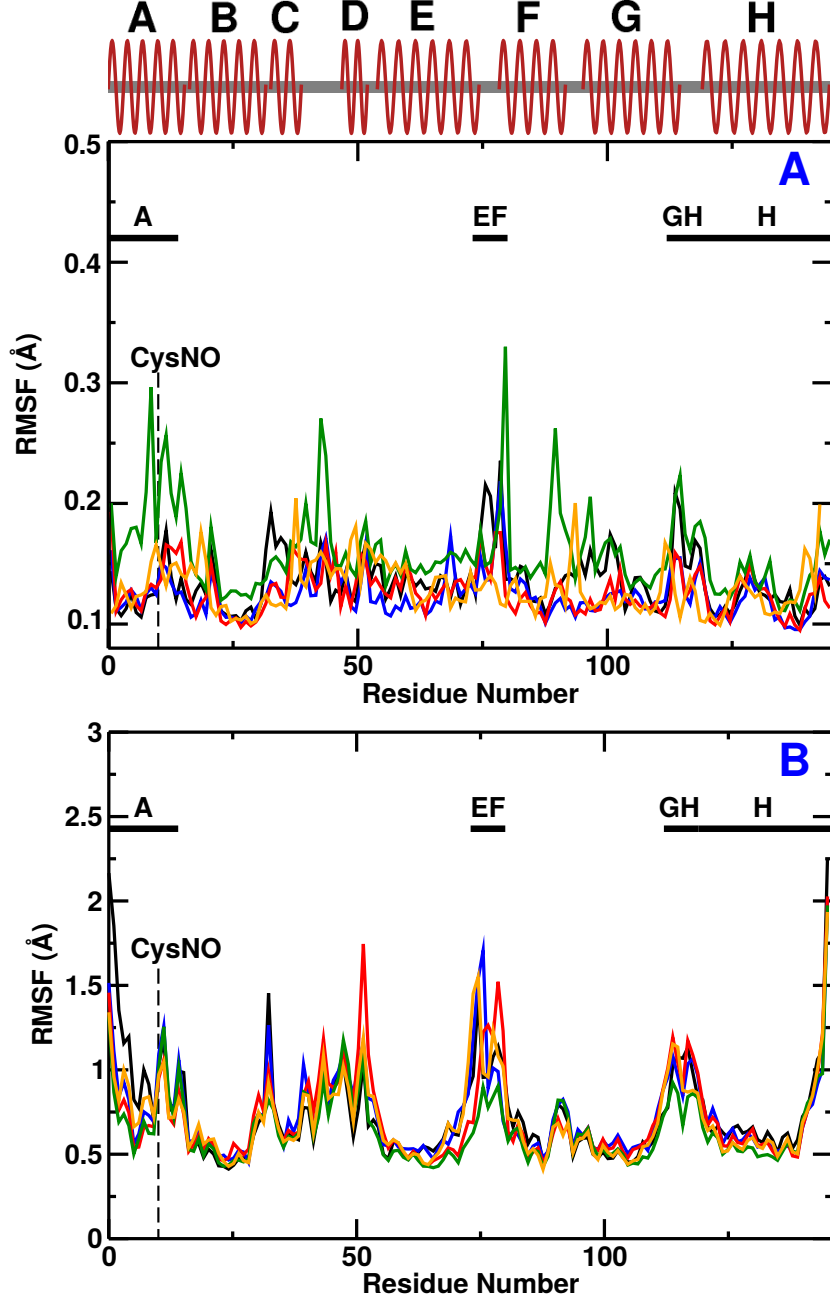 A B C D E F G H
0.5
A
A EF GH H
0.4
CysNO
0.3
0.2
0.1
RMSF (Å)
0 50 100
Residue Number
3
B
2.5
A EF GH H
2
CysNO
1.5
1
0.5
0
RMSF (Å)
0 50 100
Residue Number